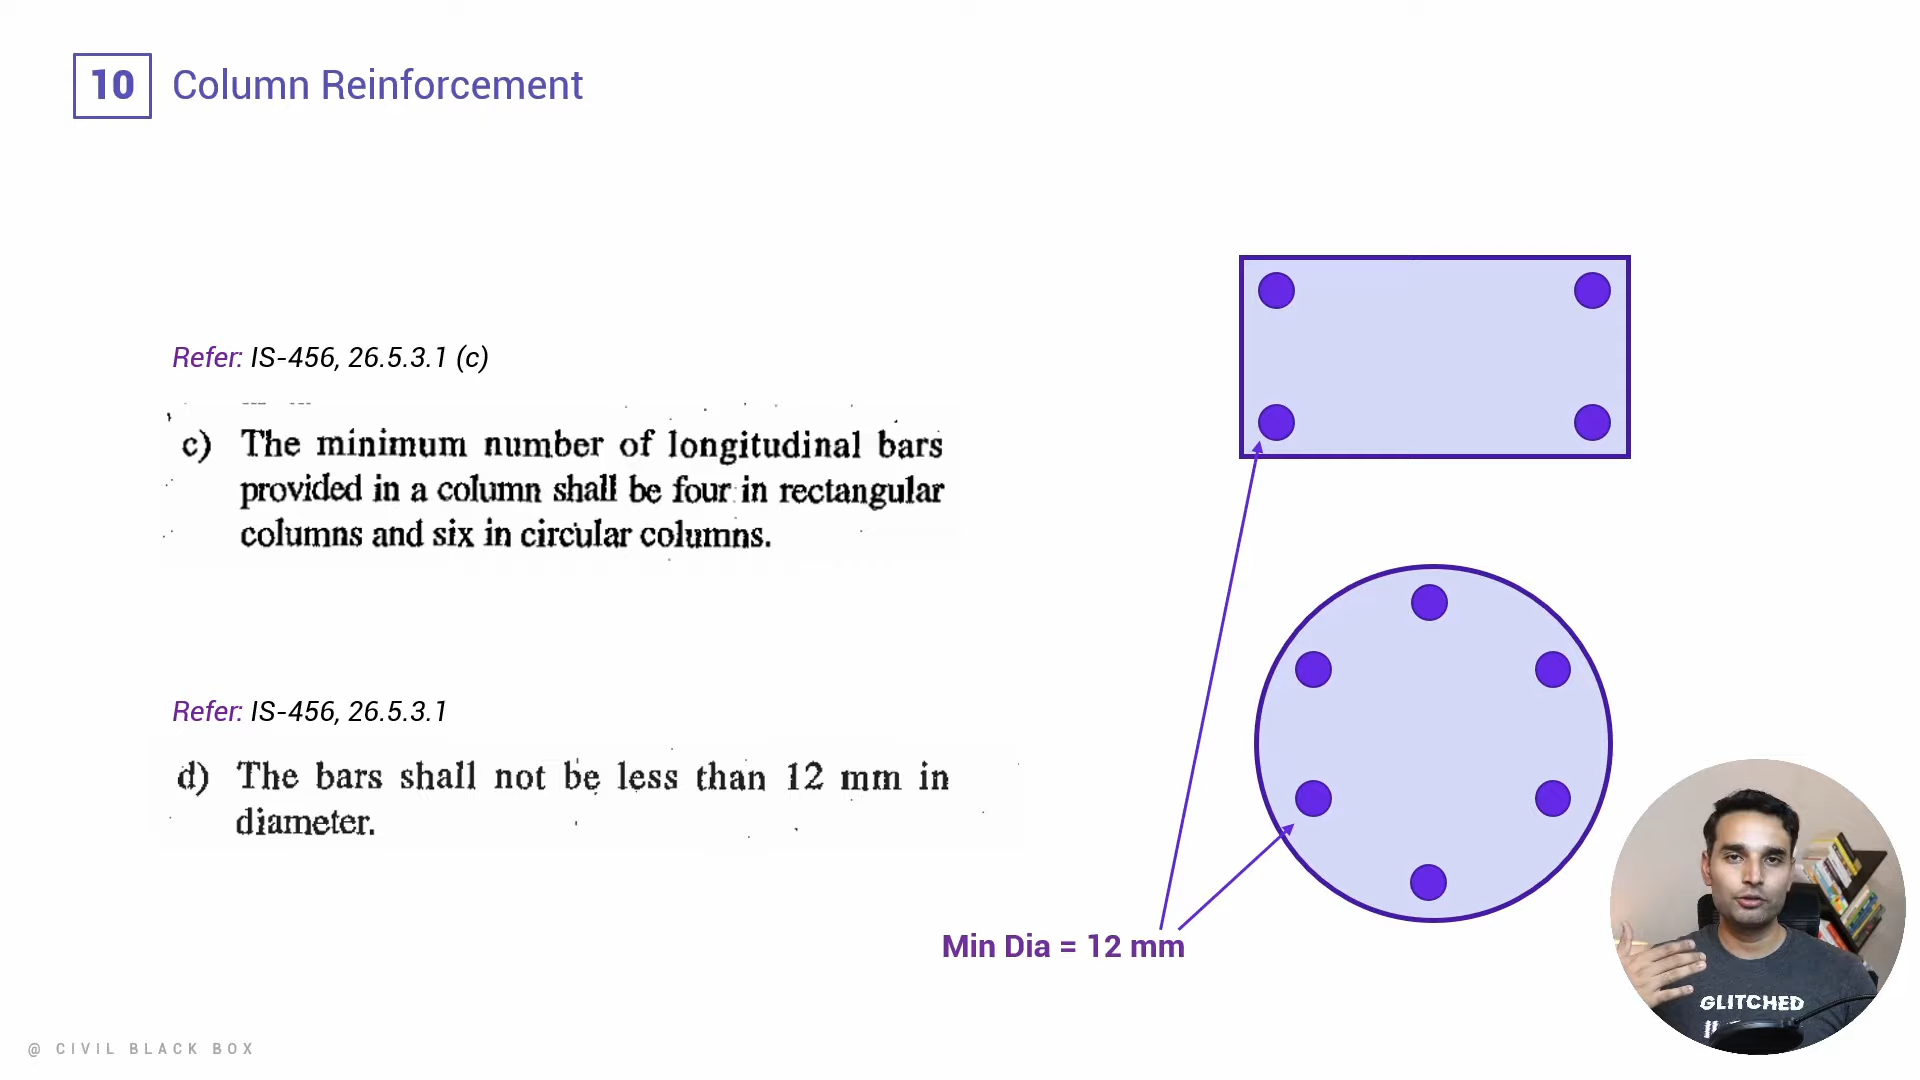 10 Column Reinforcement
Refer: IS-456, 26.5.3.1 (c)
c) The minimum number of longitudinal bars
provided in a column shall be four in rectangular
columns and six in circular columns.
Refer: IS-456, 26.5.3.1
d) The bars shall not be less than 12 mm in
diameter.
Min Dia = 12 mm
GLITCHED
@ CIVIL BLACK BOX